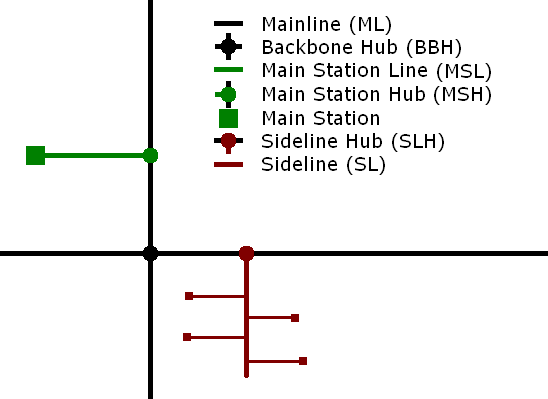 Mainline (ML)
Backbone Hub (BBH)
Main Station Line (MSL)
Main Station Hub (MSH)
Main Station
Sideline Hub (SLH)
Sideline (SL)